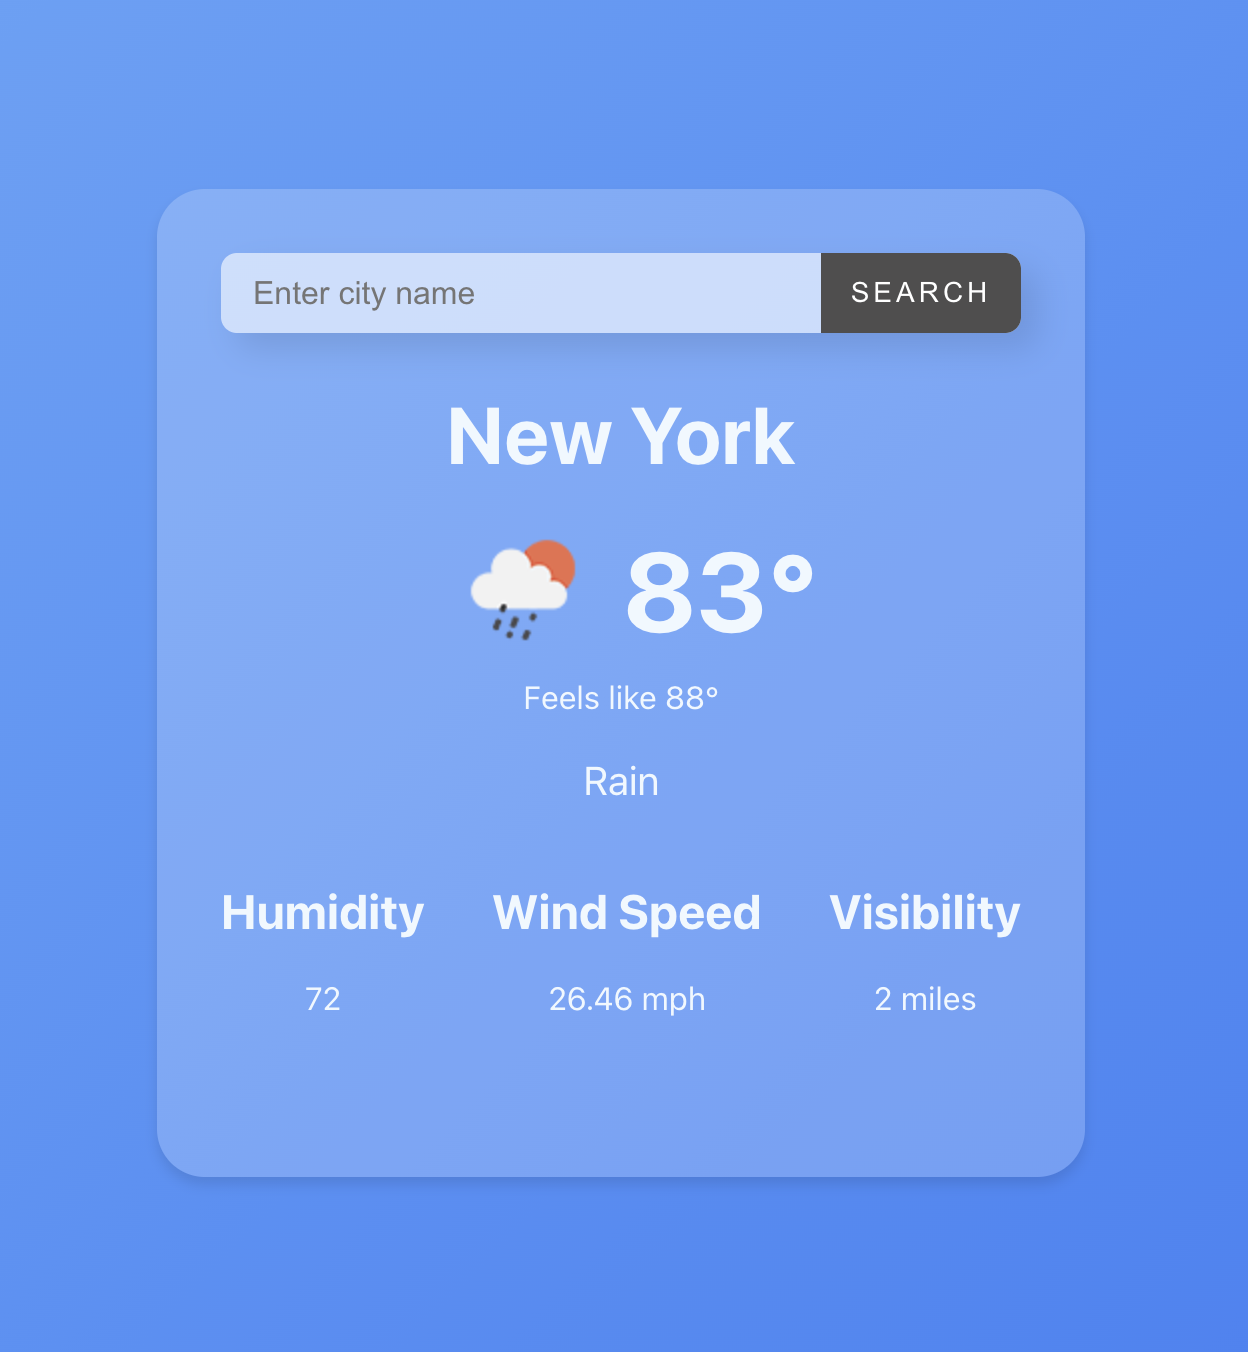 Enter city name
SEARCH
New York
83°
Feels like 88°
Rain
Humidity Wind Speed Visibility
72 26.46 mph 2 miles